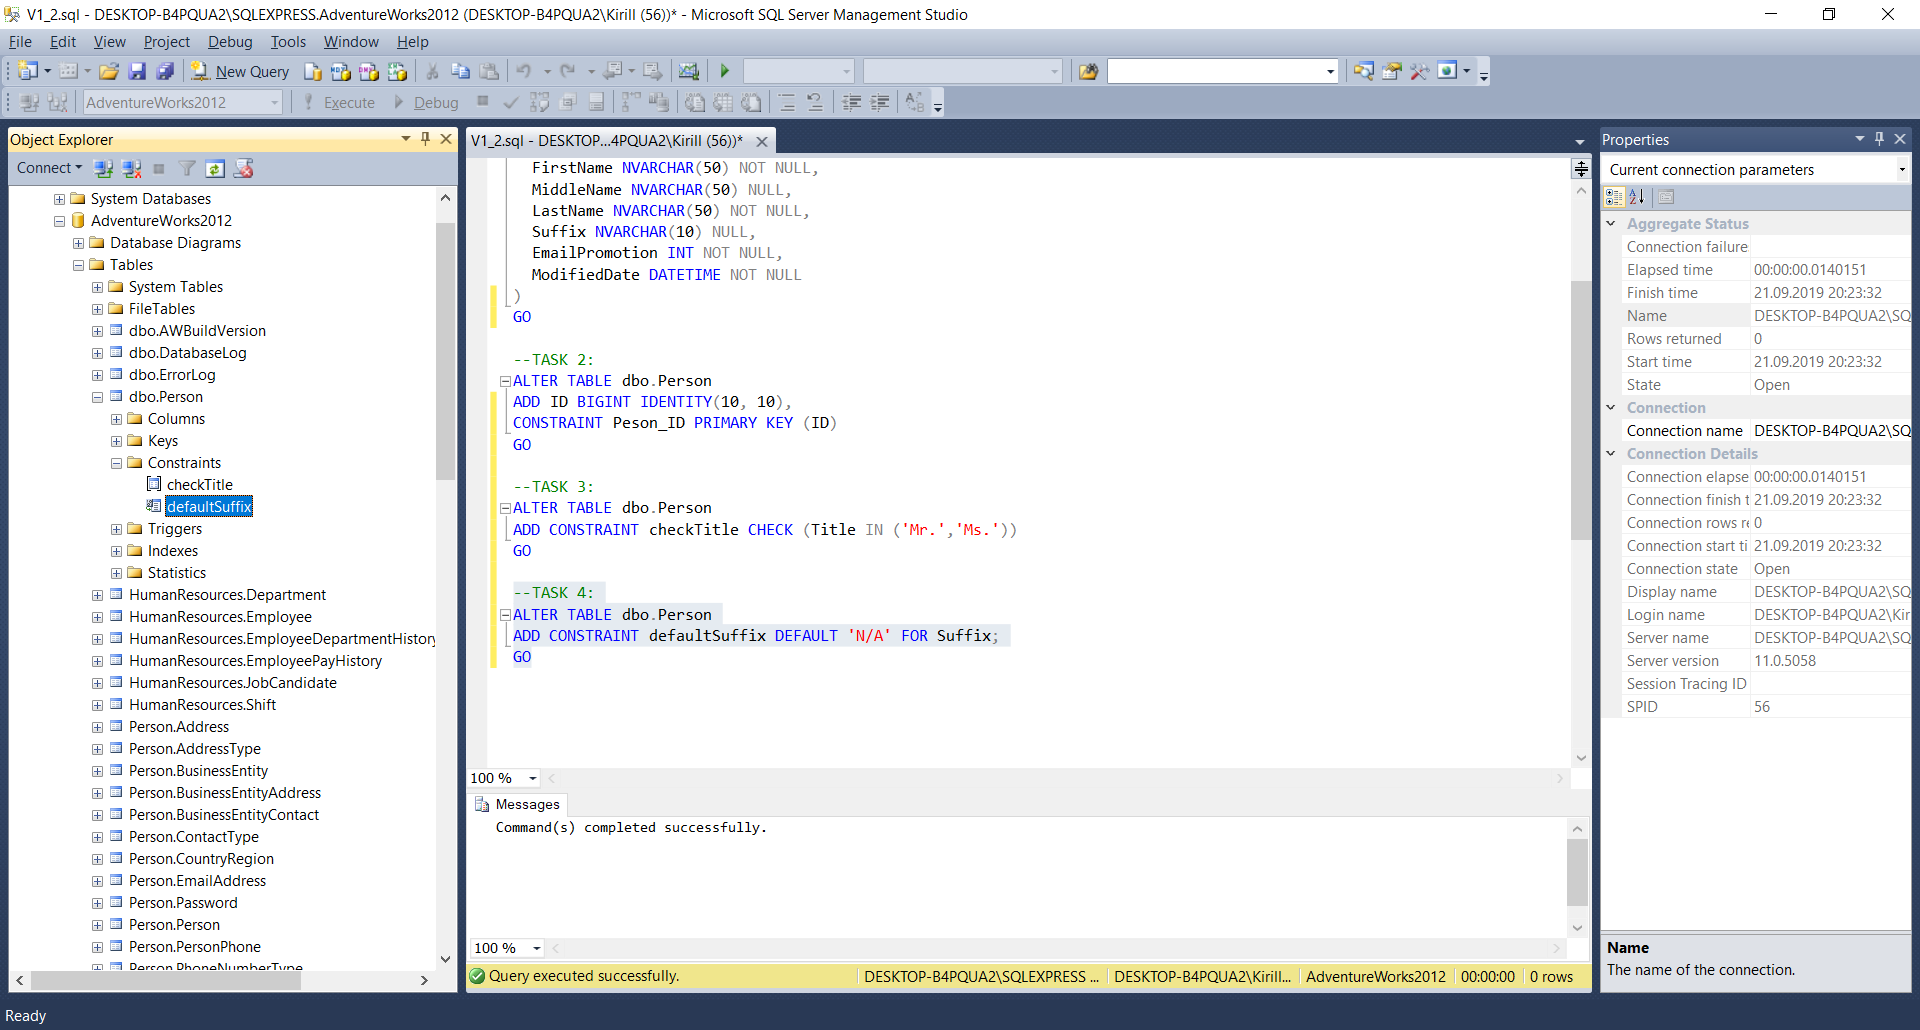 V1_2.sql - DESKTOP-B4PQUA2\SQLEXPRESS.AdventureWorks2012 (DESKTOP-B4PQUA2\Kirill (56))* - Microsoft SQL Server Management Studio
File Edit View Project Debug Tools Window Help
New Query
AdventureWorks2012 Execute Debug
Object Explorer
Connect
System Databases
AdventureWorks2012
Database Diagrams
Tables
System Tables
FileTables
dbo.AWBuildVersion
dbo.DatabaseLog
dbo.ErrorLog
dbo.Person
Columns
Keys
Constraints
checkTitle
defaultSuffix
Triggers
Indexes
Statistics
HumanResources.Department
HumanResources.Employee
HumanResources.EmployeeDepartmentHistory
HumanResources.EmployeePayHistory
HumanResources.JobCandidate
HumanResources.Shift
Person.Address
Person.AddressType
Person.BusinessEntity
Person.BusinessEntityAddress
Person.BusinessEntityContact
Person.ContactType
Person.CountryRegion
Person.EmailAddress
Person.Password
Person.Person
Person.PersonPhone
Person.PhoneNumberType
V1_2.sql - DESKTOP...4PQUA2\Kirill (56))*
FirstName NVARCHAR(50) NOT NULL,
MiddleName NVARCHAR(50) NULL,
LastName NVARCHAR(50) NOT NULL,
Suffix NVARCHAR(10) NULL,
EmailPromotion INT NOT NULL,
ModifiedDate DATETIME NOT NULL
)
GO
--TASK 2:
ALTER TABLE dbo.Person
ADD ID BIGINT IDENTITY(10, 10),
CONSTRAINT Peson_ID PRIMARY KEY (ID)
GO
--TASK 3:
ALTER TABLE dbo.Person
ADD CONSTRAINT checkTitle CHECK (Title IN ('Mr.','Ms.'))
GO
--TASK 4:
ALTER TABLE dbo.Person
ADD CONSTRAINT defaultSuffix DEFAULT 'N/A' FOR Suffix;
GO
100 %
Messages
Command(s) completed successfully.
100 %
Query executed successfully. DESKTOP-B4PQUA2\SQLEXPRESS ... DESKTOP-B4PQUA2\Kirill... AdventureWorks2012 00:00:00 0 rows
Properties
Current connection parameters
Aggregate Status
Connection failure
Elapsed time 00:00:00.0140151
Finish time 21.09.2019 20:23:32
Name DESKTOP-B4PQUA2\SQ
Rows returned 0
Start time 21.09.2019 20:23:32
State Open
Connection
Connection name DESKTOP-B4PQUA2\SQ
Connection Details
Connection elapse 00:00:00.0140151
Connection finish t 21.09.2019 20:23:32
Connection rows re 0
Connection start ti 21.09.2019 20:23:32
Connection state Open
Display name DESKTOP-B4PQUA2\SQ
Login name DESKTOP-B4PQUA2\Kir
Server name DESKTOP-B4PQUA2\SQ
Server version 11.0.5058
Session Tracing ID
SPID 56
Name
The name of the connection.
Ready